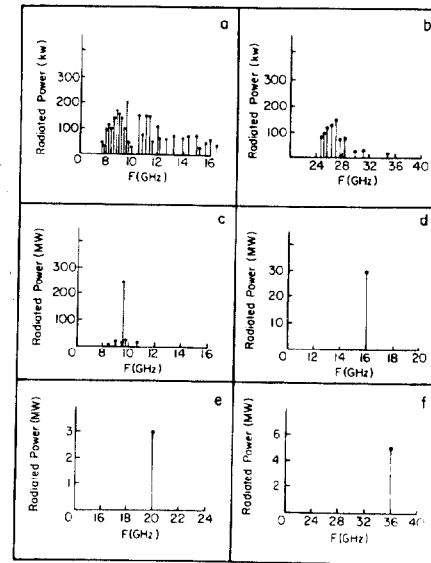 a
Radiated Power (kw)
300
200
100
8 10 12 14 16
F(GHz)
b
Radiated Power (kw)
300
200
100
24 28 32 36 40
F(GHz)
c
Radiated Power (MW)
300
200
100
0 8 10 12 14 16
F(GHz)
d
Radiated Power (MW)
30
20
10
0 12 14 16 18 20
F(GHz)
e
Radiated Power (MW)
3
2
1
0 16 18 20 22 24
F(GHz)
f
Radiated Power (MW)
6
4
2
0 24 28 32 36 40
F(GHz)